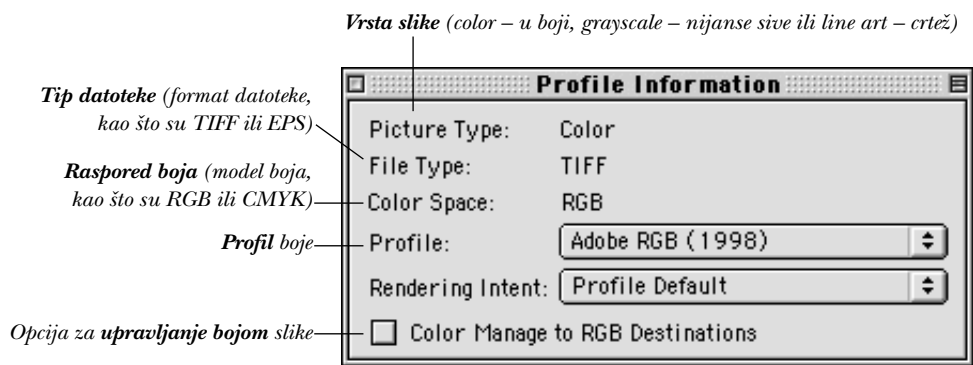 Vrsta slike (color – u boji, grayscale – nijanse sive ili line art – crtež)
Tip datoteke (format datoteke,
kao što su TIFF ili EPS)
Raspored boja (model boja,
kao što su RGB ili CMYK)
Profil boje
Opcija za upravljanje bojom slike
Profile Information
Picture Type: Color
File Type: TIFF
Color Space: RGB
Profile: Adobe RGB (1998)
Rendering Intent: Profile Default
Color Manage to RGB Destinations